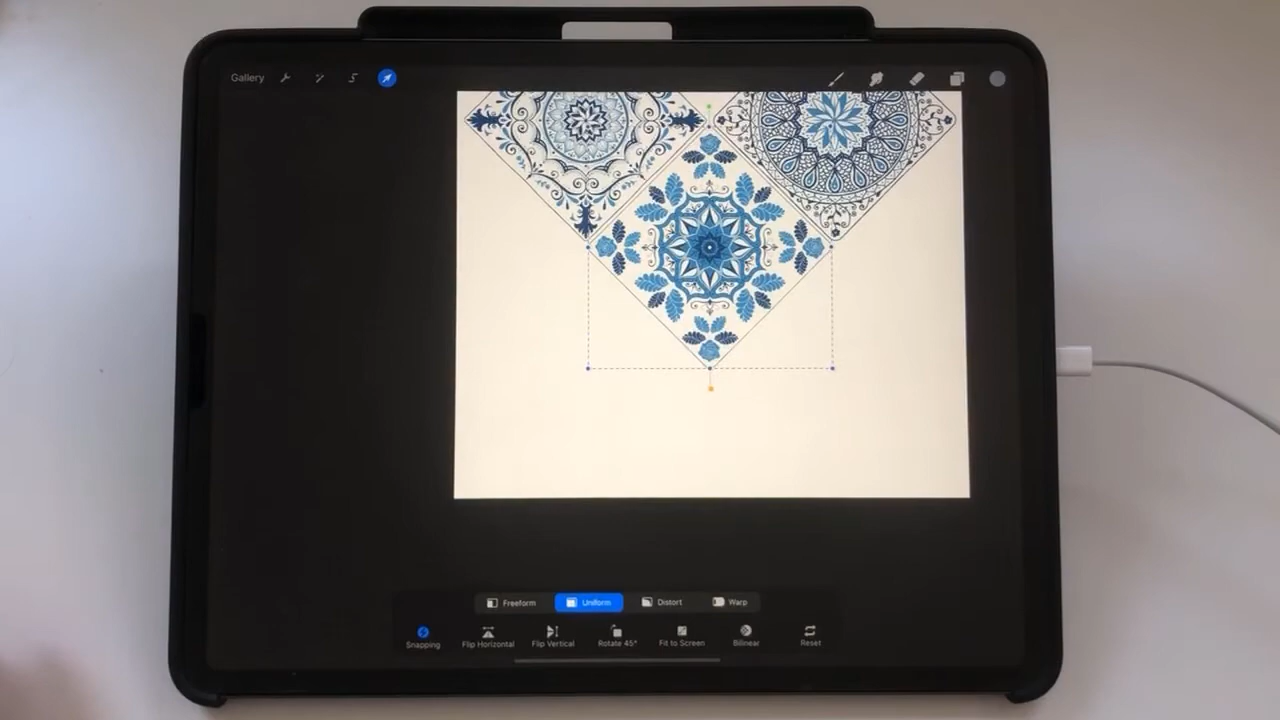 Gallery
Freeform Uniform Distort Warp
Snapping Flip Horizontal Flip Vertical Rotate 45° Fit to Screen Bilinear Reset